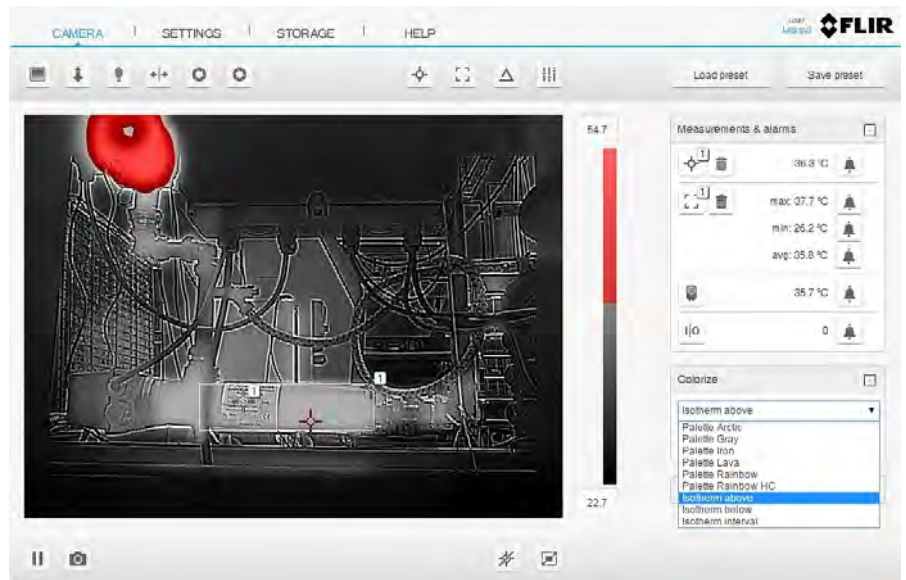 CAMERA | SETTINGS | STORAGE | HELP
user
Log out
FLIR
Load preset
Save preset
54.7
22.7
1
1
Measurements & alarms
1
36.3 °C
1
max: 37.7 °C
min: 26.2 °C
avg: 35.8 °C
35.7 °C
I|O
0
Colorize
Isotherm above
Palette Arctic
Palette Gray
Palette Iron
Palette Lava
Palette Rainbow
Palette Rainbow HC
Isotherm above
Isotherm below
Isotherm interval